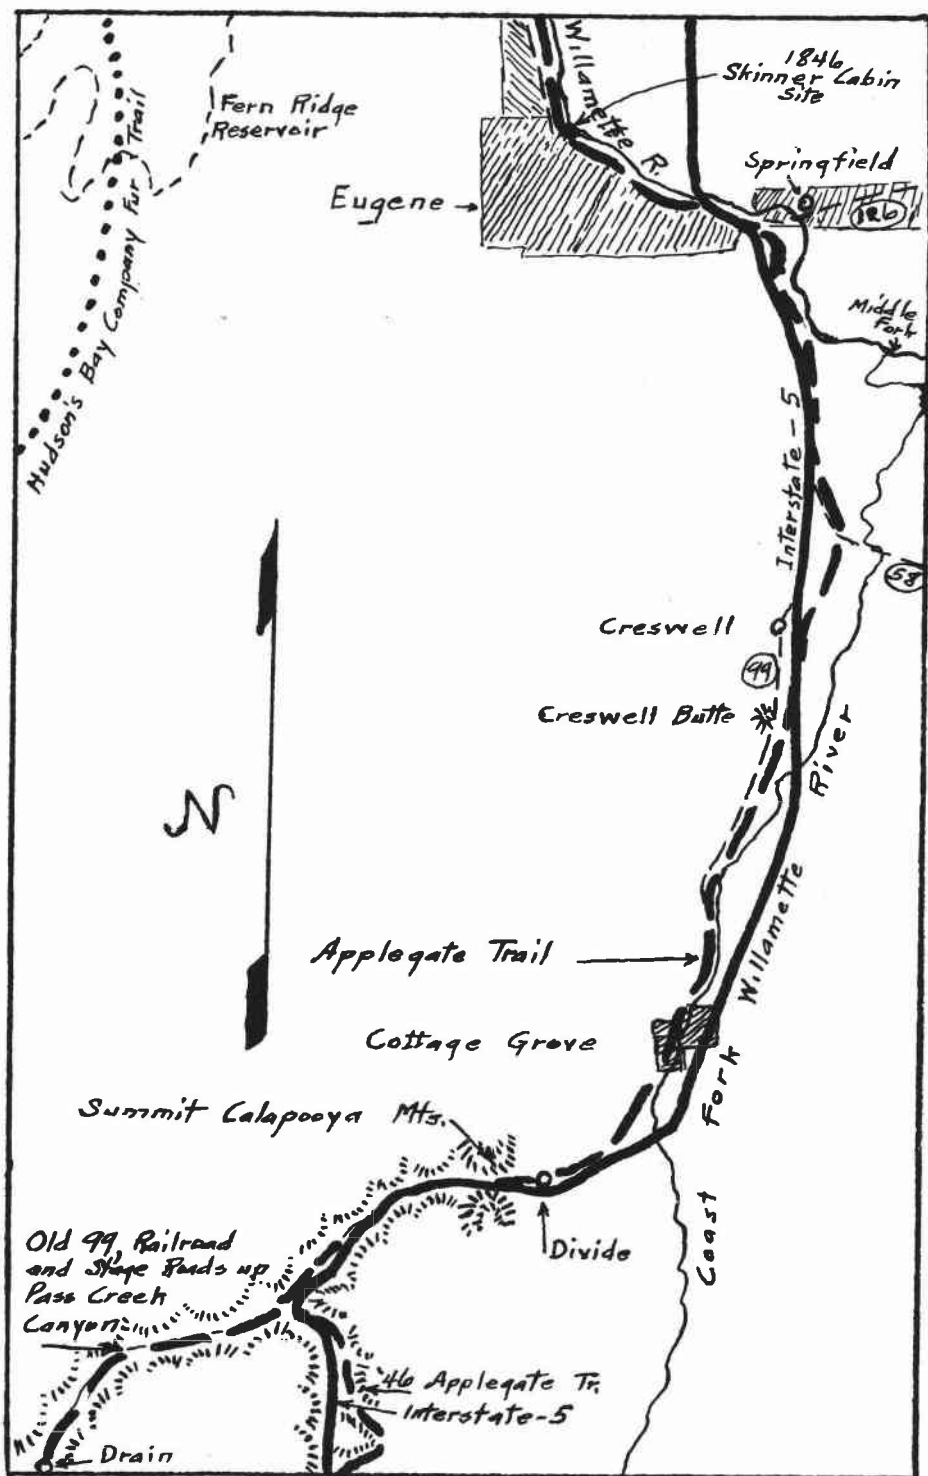 Willamette R.
1846
Skinner Cabin
Site
Fern Ridge
Reservoir
Hudson's Bay Company Fur Trail
Springfield
126
Eugene
Middle
Fork
Interstate-5
58
Creswell
99
Creswell Butte
N
Applegate Trail
Cottage Grove
Coast Fork Willamette River
Summit Calapooya Mts.
Divide
Old 99, Railroad
and Stage Roads up
Pass Creek
Canyon
'46 Applegate Tr.
Interstate-5
Drain